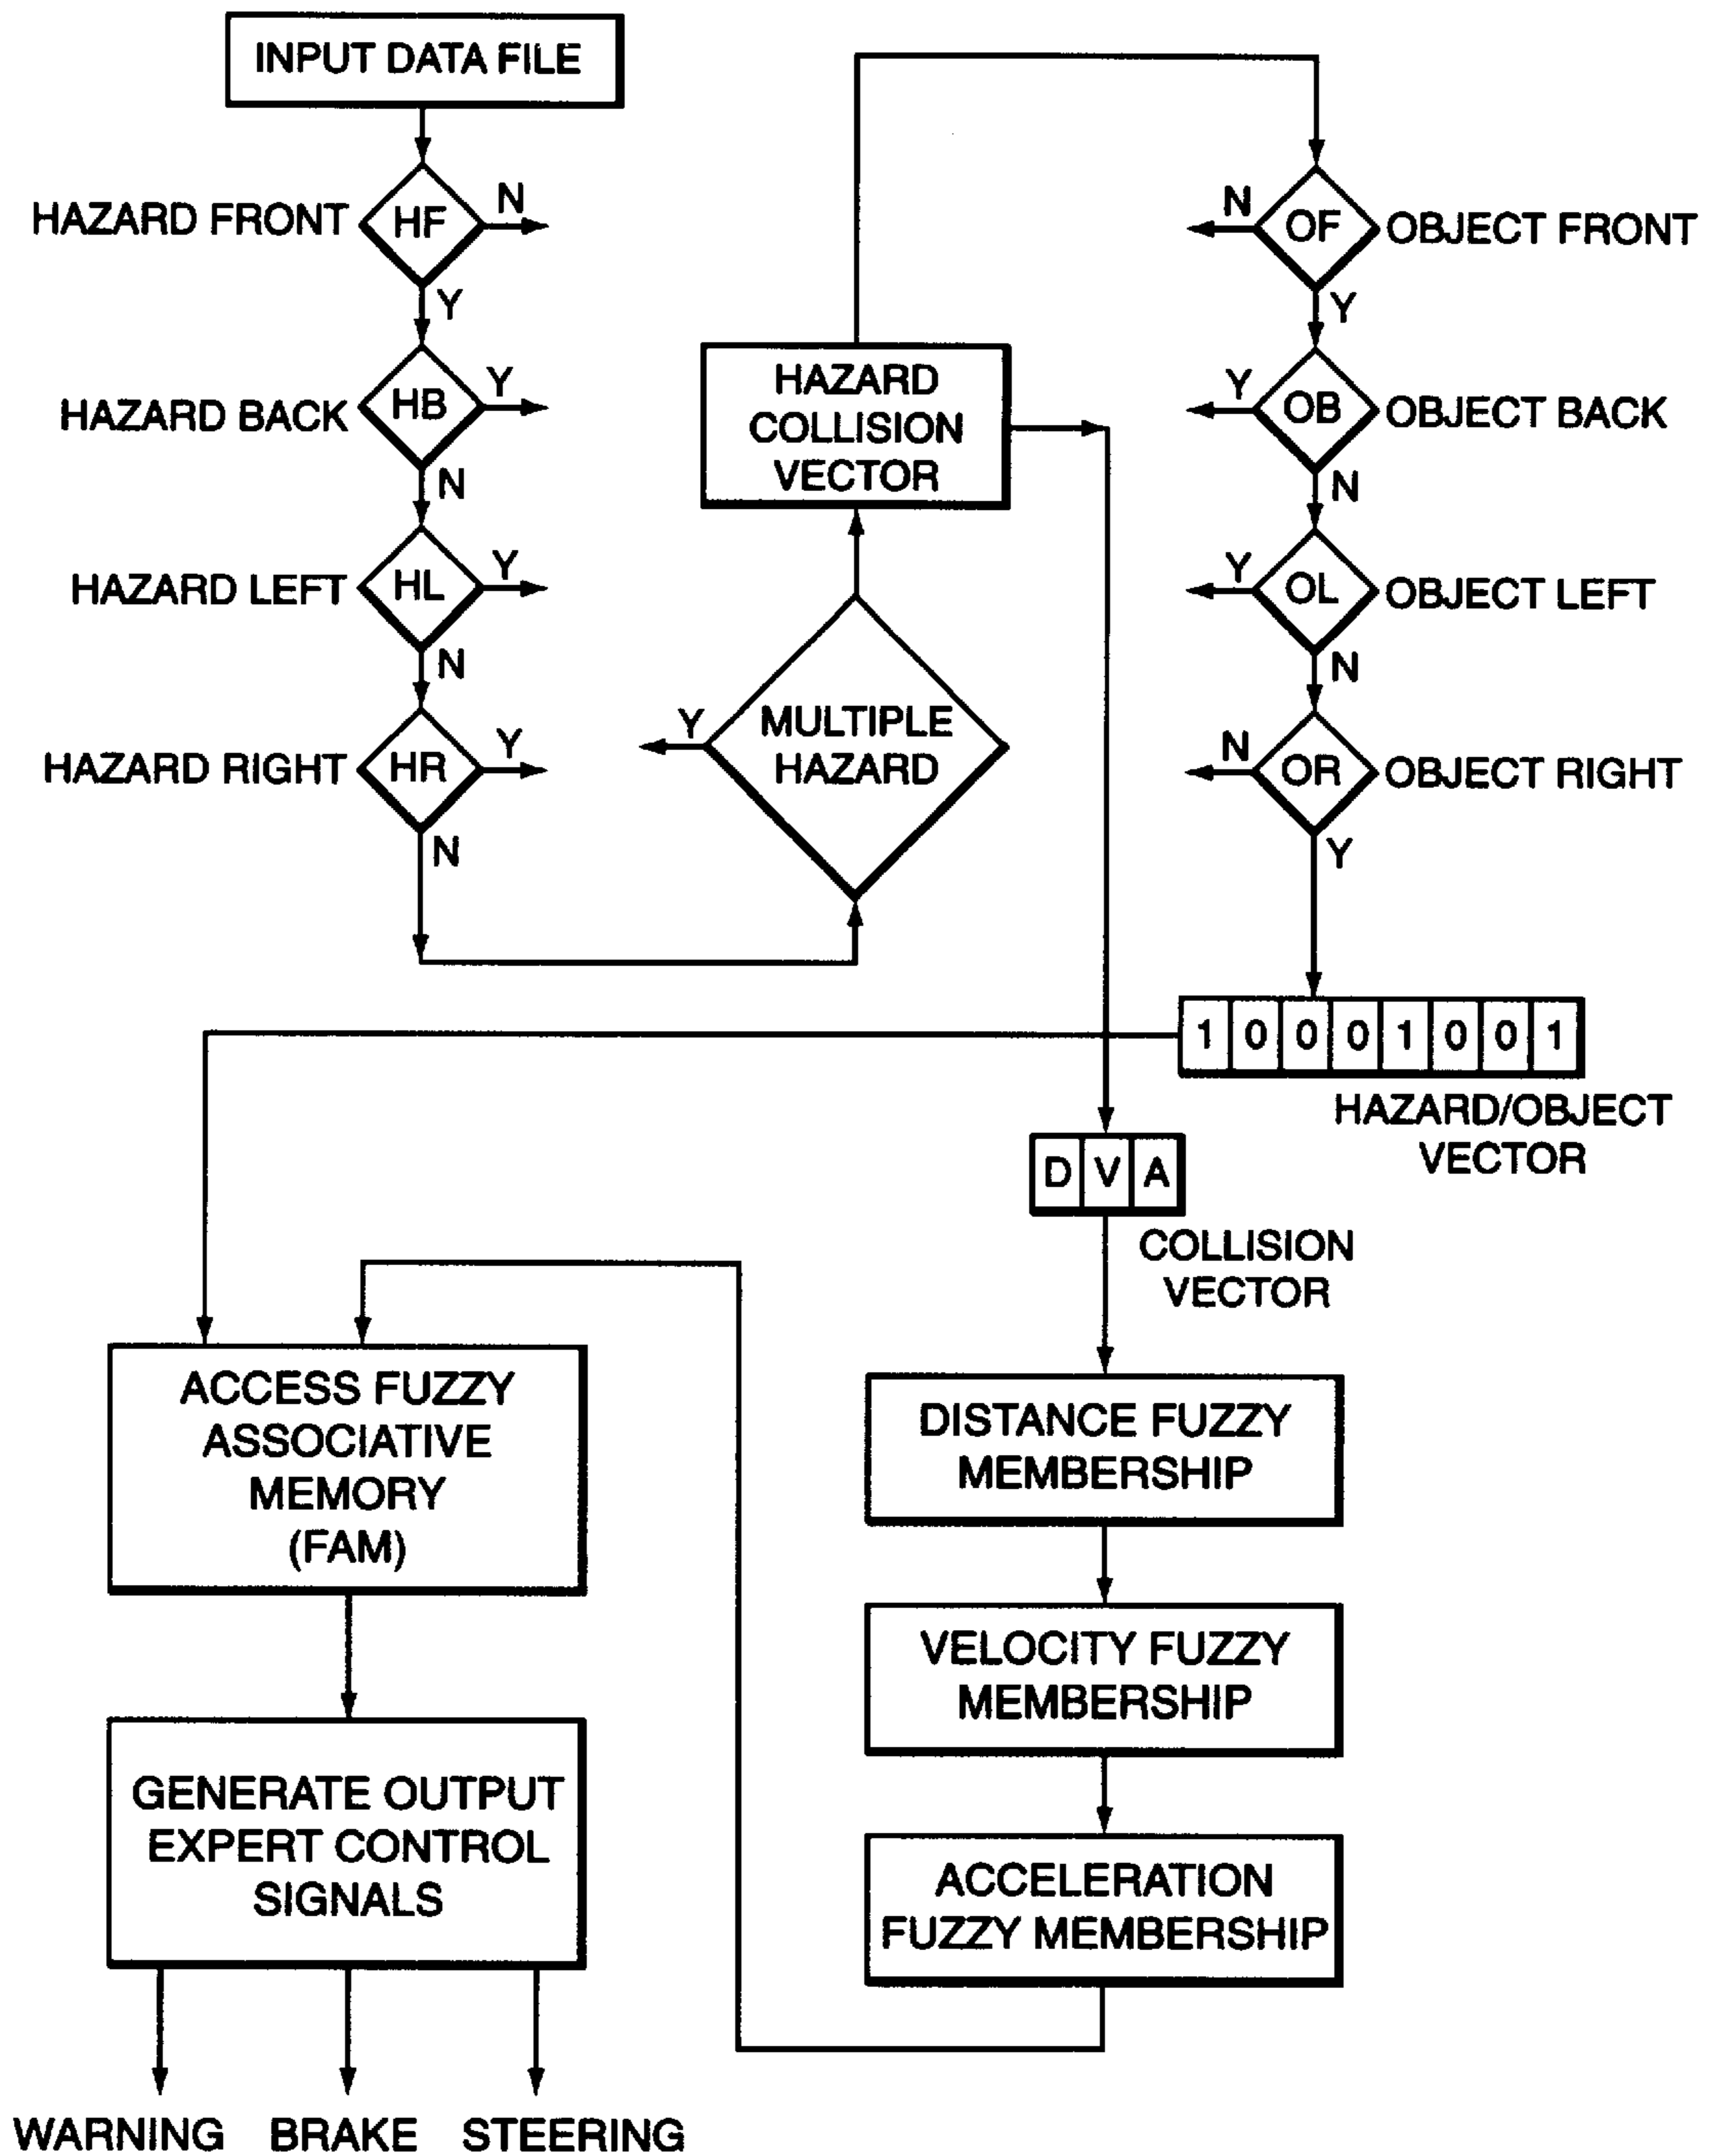 INPUT DATA FILE
HAZARD FRONT
HF
N
Y
HAZARD BACK
HB
Y
N
HAZARD LEFT
HL
Y
N
HAZARD RIGHT
HR
Y
N
MULTIPLE
HAZARD
Y
HAZARD
COLLISION
VECTOR
N
OF
OBJECT FRONT
Y
Y
OB
OBJECT BACK
N
Y
OL
OBJECT LEFT
N
N
OR
OBJECT RIGHT
Y
1 0 0 0 1 0 0 1
HAZARD/OBJECT
VECTOR
D V A
COLLISION
VECTOR
DISTANCE FUZZY
MEMBERSHIP
VELOCITY FUZZY
MEMBERSHIP
ACCELERATION
FUZZY MEMBERSHIP
ACCESS FUZZY
ASSOCIATIVE
MEMORY
(FAM)
GENERATE OUTPUT
EXPERT CONTROL
SIGNALS
WARNING BRAKE STEERING